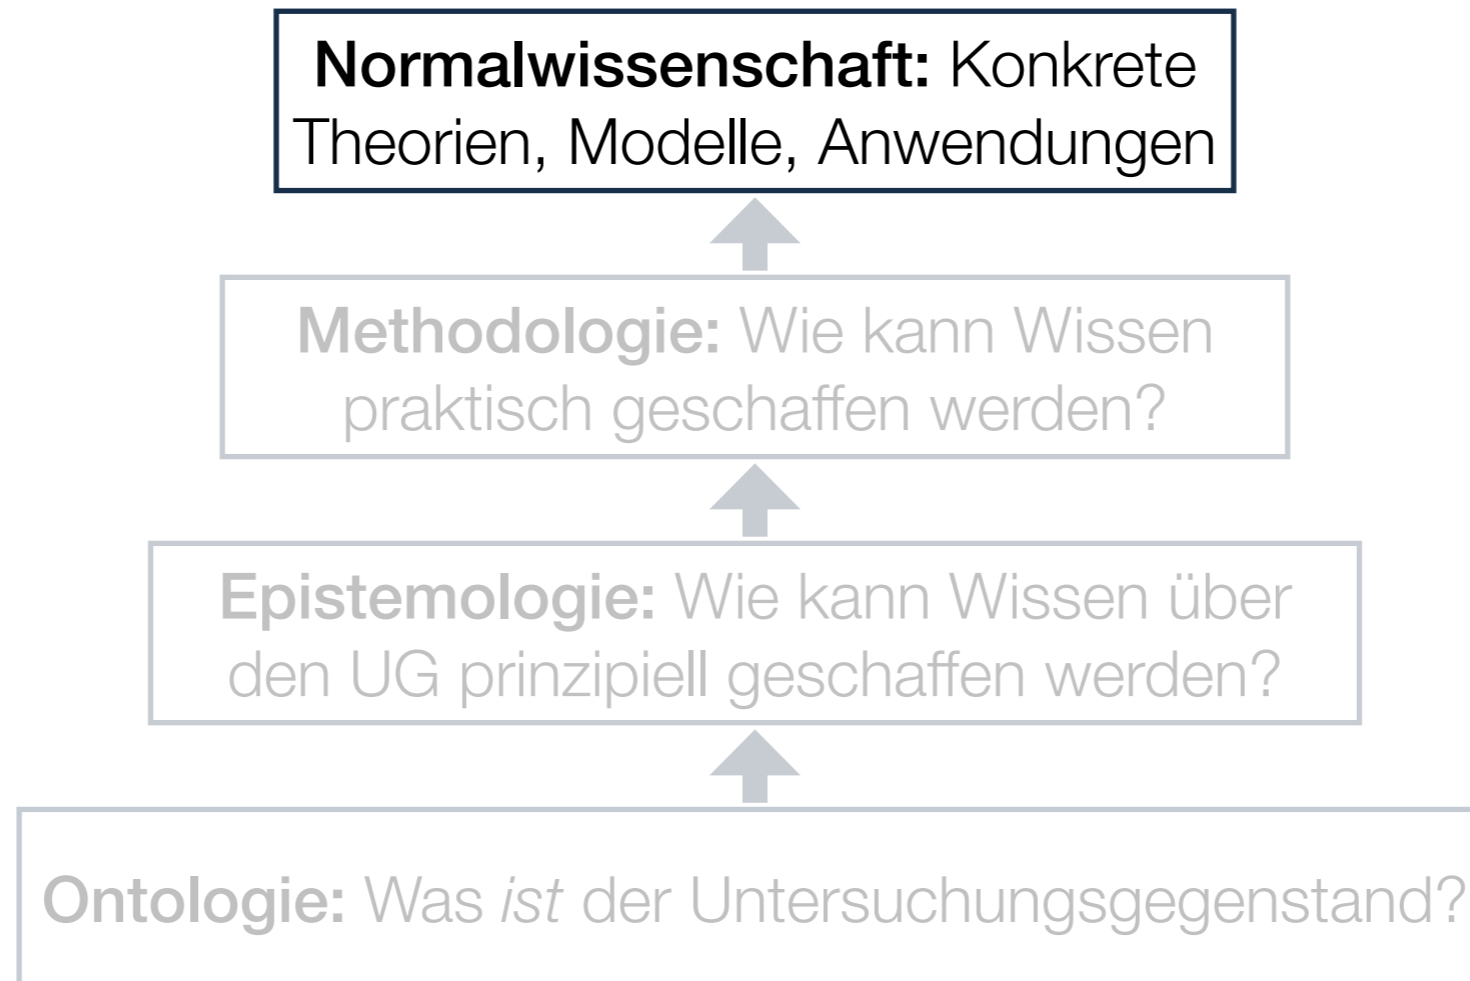 Normalwissenschaft: Konkrete
Theorien, Modelle, Anwendungen
Methodologie: Wie kann Wissen
praktisch geschaffen werden?
Epistemologie: Wie kann Wissen über
den UG prinzipiell geschaffen werden?
Ontologie: Was ist der Untersuchungsgegenstand?